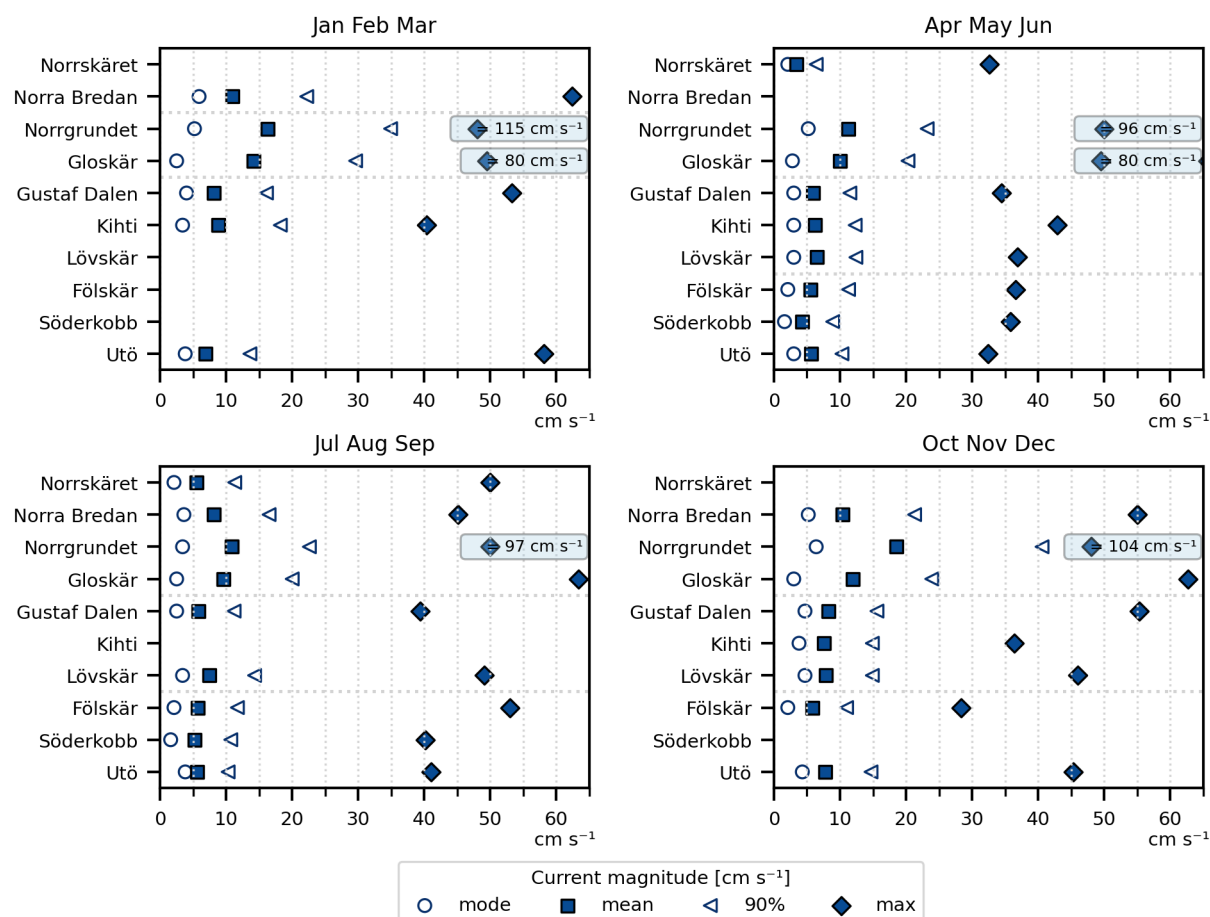 Jan Feb Mar
Norrskäret
Norra Bredan
Norrgrundet
= 115 cm s⁻¹
Gloskär
= 80 cm s⁻¹
Gustaf Dalen
Kihti
Lövskär
Fölskär
Söderkobb
Utö
0 10 20 30 40 50 60
cm s⁻¹
Apr May Jun
Norrskäret
Norra Bredan
Norrgrundet
= 96 cm s⁻¹
Gloskär
= 80 cm s⁻¹
Gustaf Dalen
Kihti
Lövskär
Fölskär
Söderkobb
Utö
0 10 20 30 40 50 60
cm s⁻¹
Jul Aug Sep
Norrskäret
Norra Bredan
Norrgrundet
= 97 cm s⁻¹
Gloskär
Gustaf Dalen
Kihti
Lövskär
Fölskär
Söderkobb
Utö
0 10 20 30 40 50 60
cm s⁻¹
Oct Nov Dec
Norrskäret
Norra Bredan
Norrgrundet
= 104 cm s⁻¹
Gloskär
Gustaf Dalen
Kihti
Lövskär
Fölskär
Söderkobb
Utö
0 10 20 30 40 50 60
cm s⁻¹
Current magnitude [cm s⁻¹]
mode mean 90% max